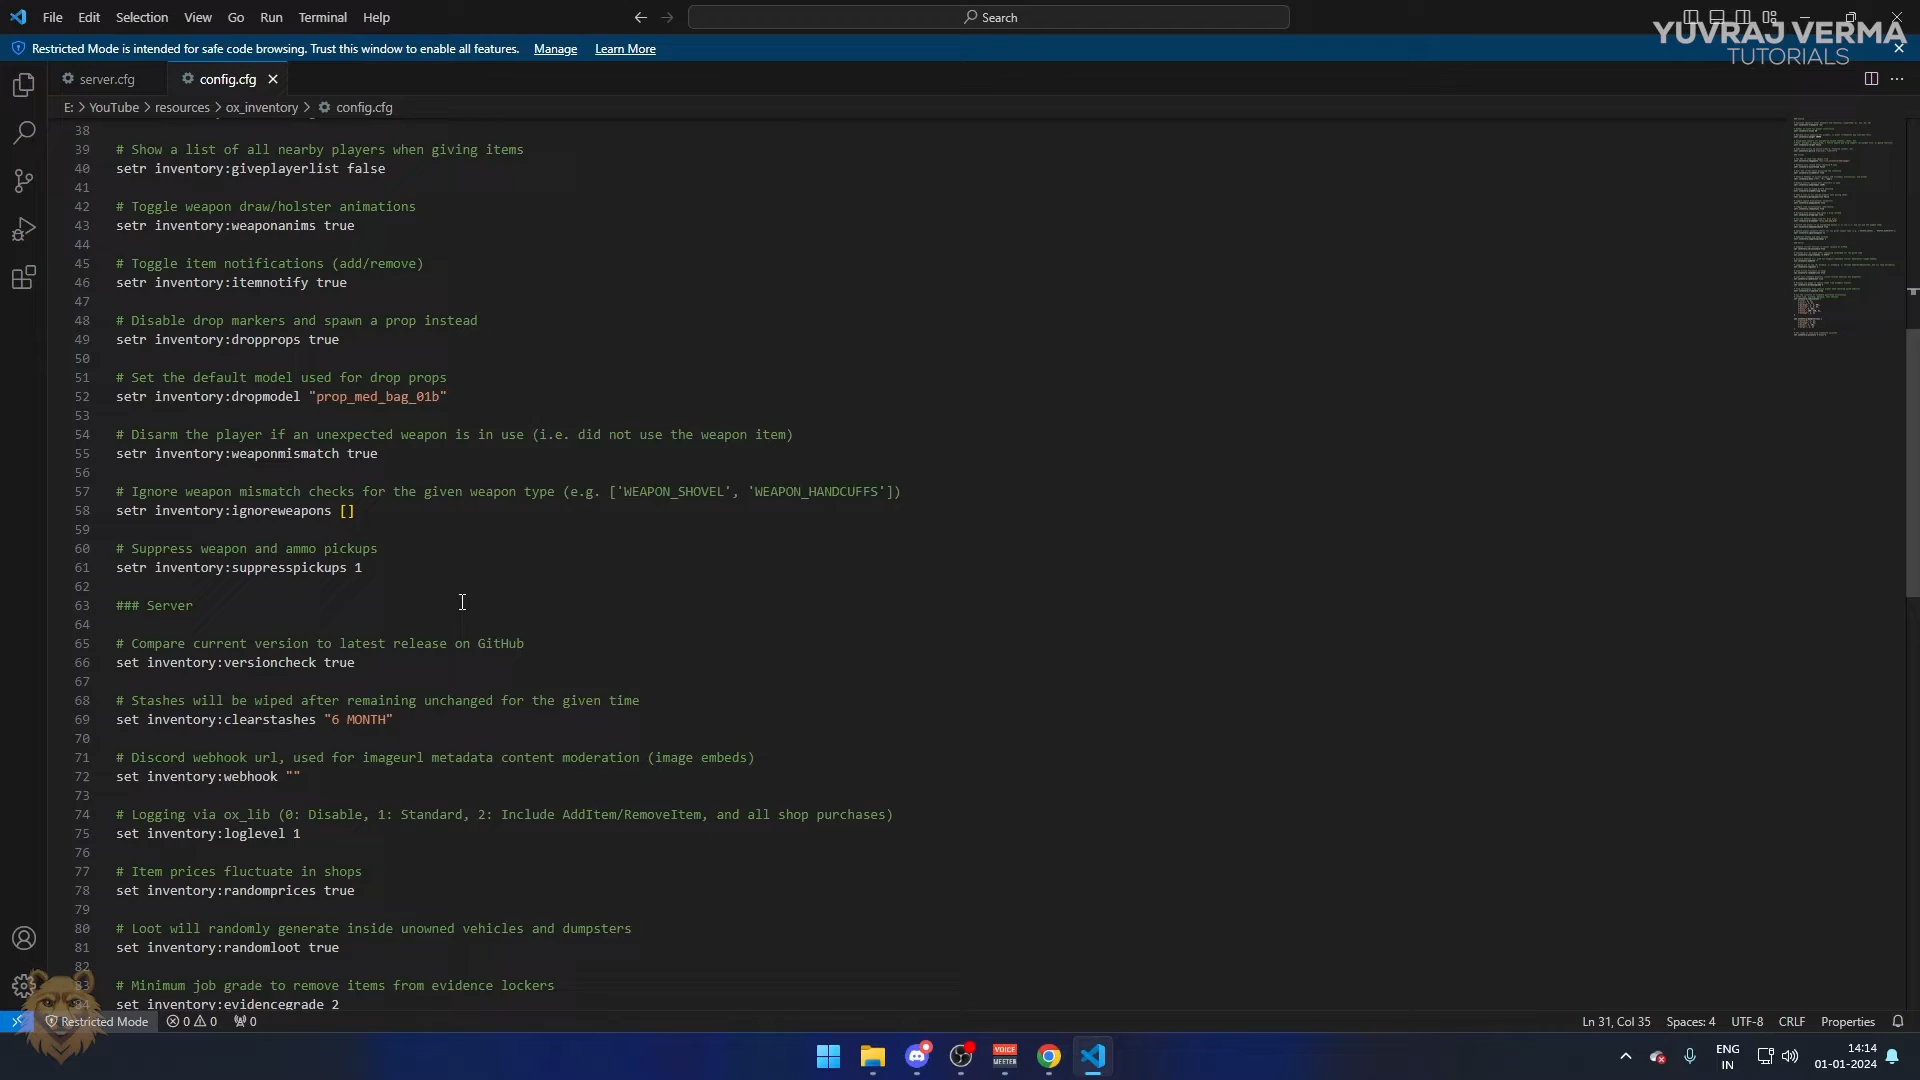 File Edit Selection View Go Run Terminal Help
Search
YUVRAJ VERMA
TUTORIALS
Restricted Mode is intended for safe code browsing. Trust this window to enable all features. Manage Learn More
server.cfg config.cfg
E: > YouTube > resources > ox_inventory > config.cfg
38
39 # Show a list of all nearby players when giving items
40 setr inventory:giveplayerlist false
41
42 # Toggle weapon draw/holster animations
43 setr inventory:weaponanims true
44
45 # Toggle item notifications (add/remove)
46 setr inventory:itemnotify true
47
48 # Disable drop markers and spawn a prop instead
49 setr inventory:dropprops true
50
51 # Set the default model used for drop props
52 setr inventory:dropmodel "prop_med_bag_01b"
53
54 # Disarm the player if an unexpected weapon is in use (i.e. did not use the weapon item)
55 setr inventory:weaponmismatch true
56
57 # Ignore weapon mismatch checks for the given weapon type (e.g. ['WEAPON_SHOVEL', 'WEAPON_HANDCUFFS'])
58 setr inventory:ignoreweapons []
59
60 # Suppress weapon and ammo pickups
61 setr inventory:suppresspickups 1
62
63 ### Server
64
65 # Compare current version to latest release on GitHub
66 set inventory:versioncheck true
67
68 # Stashes will be wiped after remaining unchanged for the given time
69 set inventory:clearstashes "6 MONTH"
70
71 # Discord webhook url, used for imageurl metadata content moderation (image embeds)
72 set inventory:webhook ""
73
74 # Logging via ox_lib (0: Disable, 1: Standard, 2: Include AddItem/RemoveItem, and all shop purchases)
75 set inventory:loglevel 1
76
77 # Item prices fluctuate in shops
78 set inventory:randomprices true
79
80 # Loot will randomly generate inside unowned vehicles and dumpsters
81 set inventory:randomloot true
82
83 # Minimum job grade to remove items from evidence lockers
84 set inventory:evidencegrade 2
Restricted Mode 0 0 0 Ln 31, Col 35 Spaces: 4 UTF-8 CRLF Properties
VOICE
MEETER
ENG
IN
14:14
01-01-2024